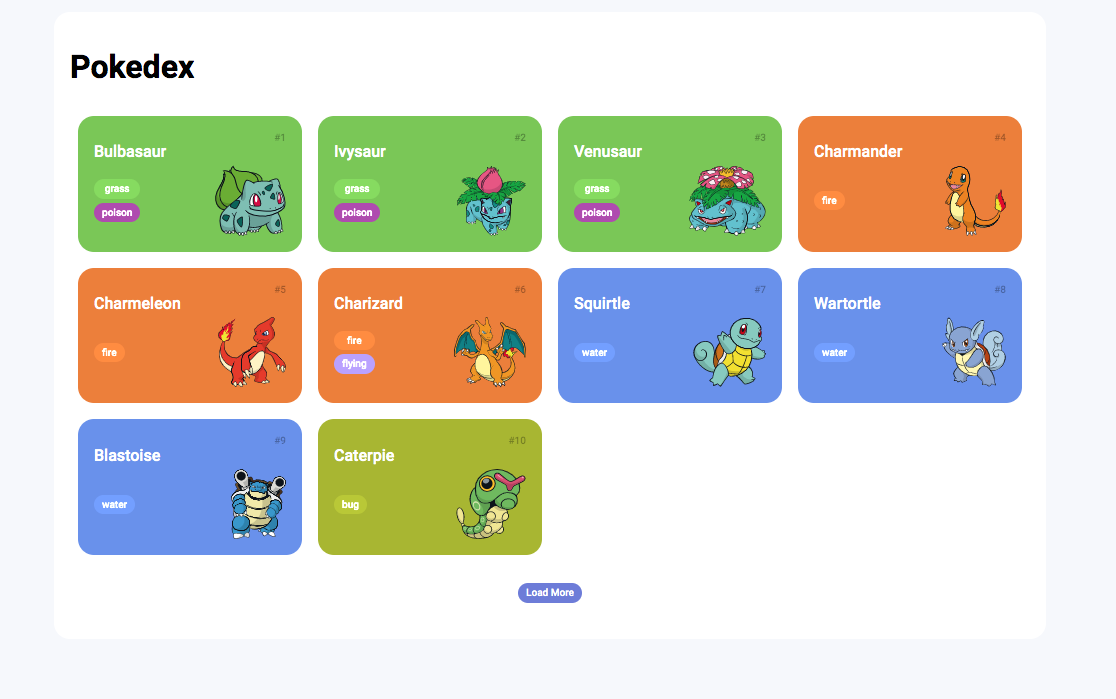 Pokedex
#1
Bulbasaur
grass
poison
#2
Ivysaur
grass
poison
#3
Venusaur
grass
poison
#4
Charmander
fire
#5
Charmeleon
fire
#6
Charizard
fire
flying
#7
Squirtle
water
#8
Wartortle
water
#9
Blastoise
water
#10
Caterpie
bug
Load More